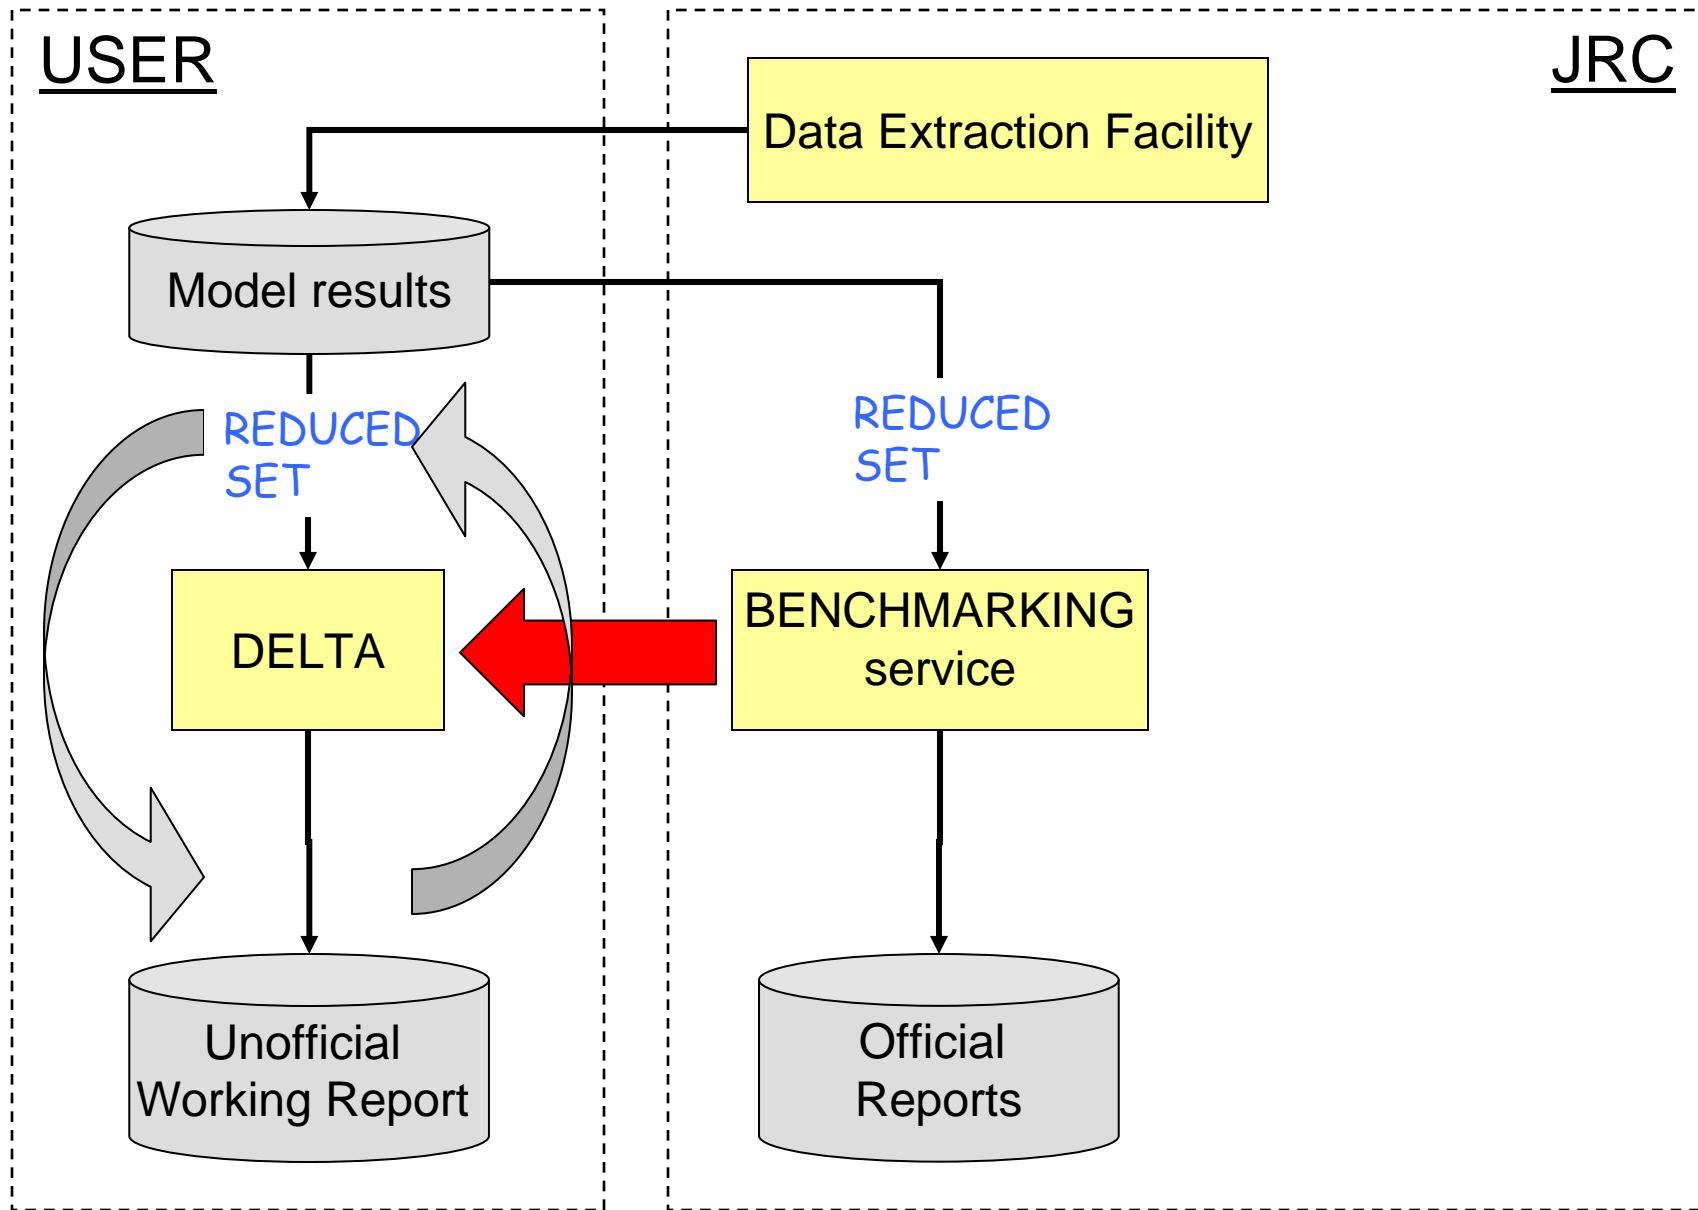 USER
JRC
Data Extraction Facility
Model results
REDUCED
SET
REDUCED
SET
DELTA
BENCHMARKING
service
Unofficial
Working Report
Official
Reports